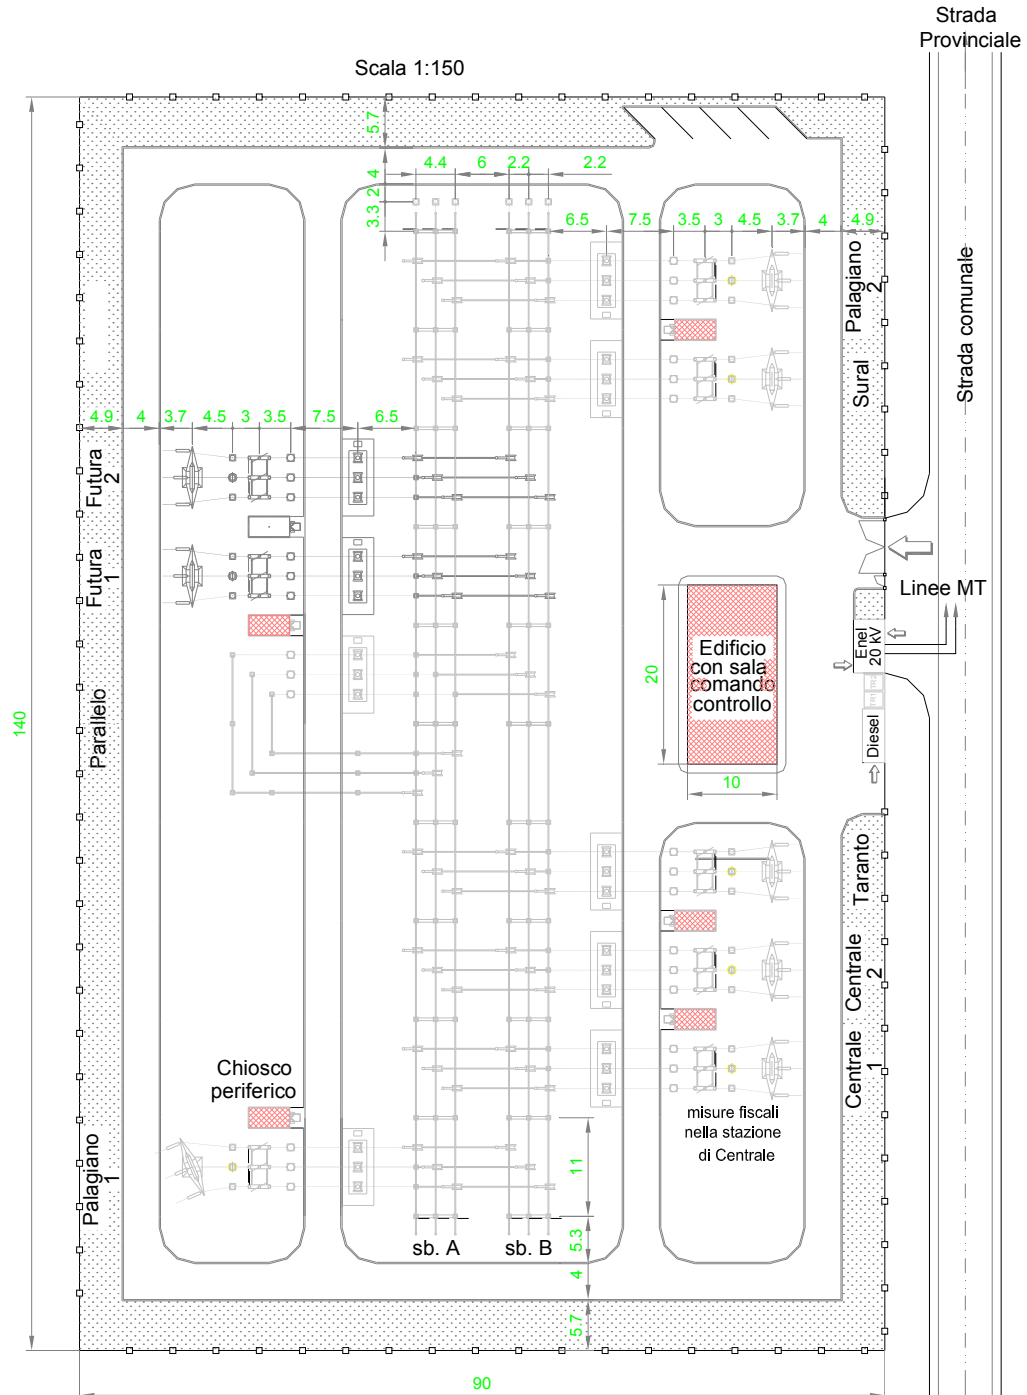 Strada
Provinciale
Scala 1:150
5.7
4
2
3.3
4.4
6
2.2
2.2
6.5
7.5
3.5
3
4.5
3.7
4
4.9
Palagiano
2
Sural
Strada comunale
4.9
4
3.7
4.5
3
3.5
7.5
6.5
Futura
2
Futura
1
Linee MT
Enel
20 kV
TR2
TR1
Diesel
Edificio
con sala
comando
controllo
20
10
140
Parallelo
Taranto
Centrale
2
Centrale
1
Chiosco
periferico
misure fiscali
nella stazione
di Centrale
Palagiano
1
11
sb. A
sb. B
5.3
4
5.7
90